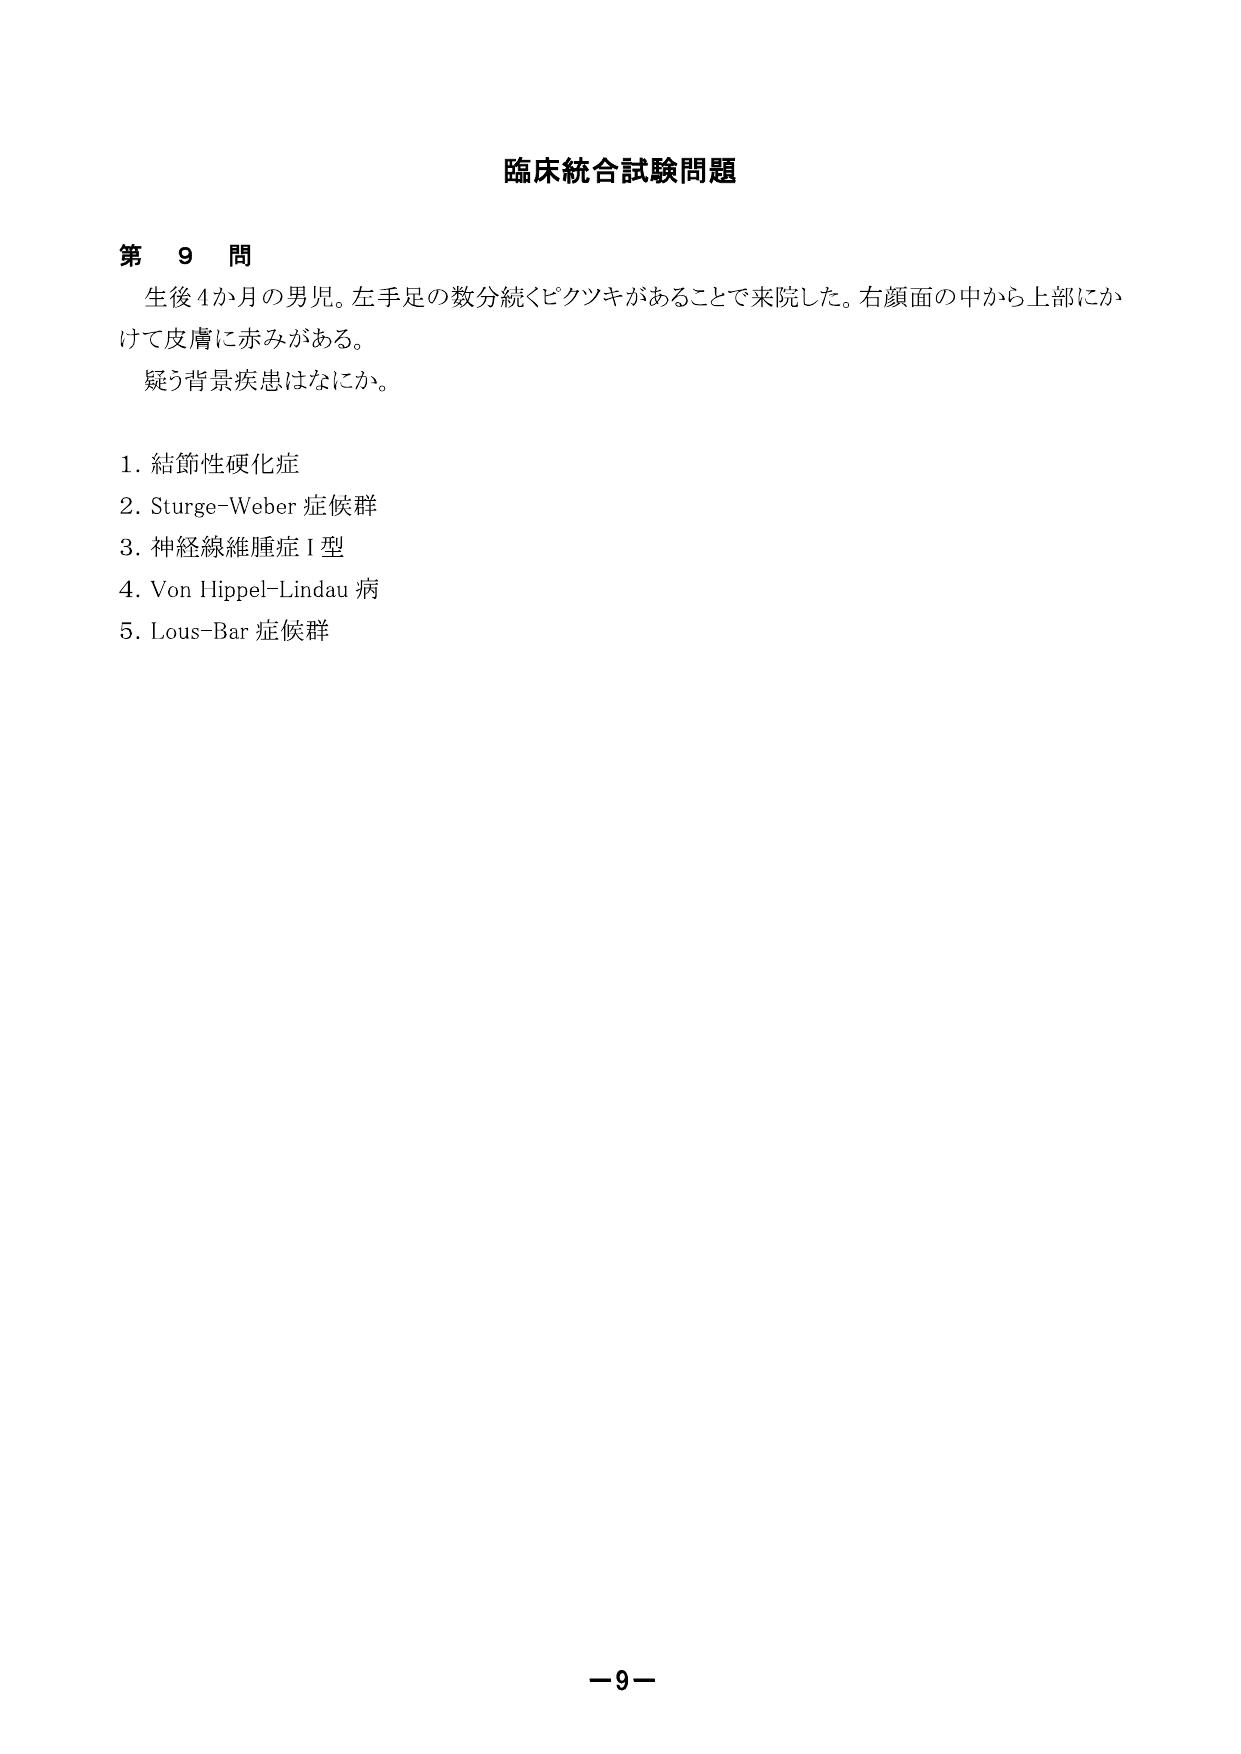 臨床統合試験問題
第 9 問
生後4か月の男児。左手足の数分続くピクツキがあることで来院した。右顔面の中から上部にか
けて皮膚に赤みがある。
疑う背景疾患はなにか。
1. 結節性硬化症
2. Sturge-Weber 症候群
3. 神経線維腫症 I 型
4. Von Hippel-Lindau 病
5. Lous-Bar 症候群
—9—